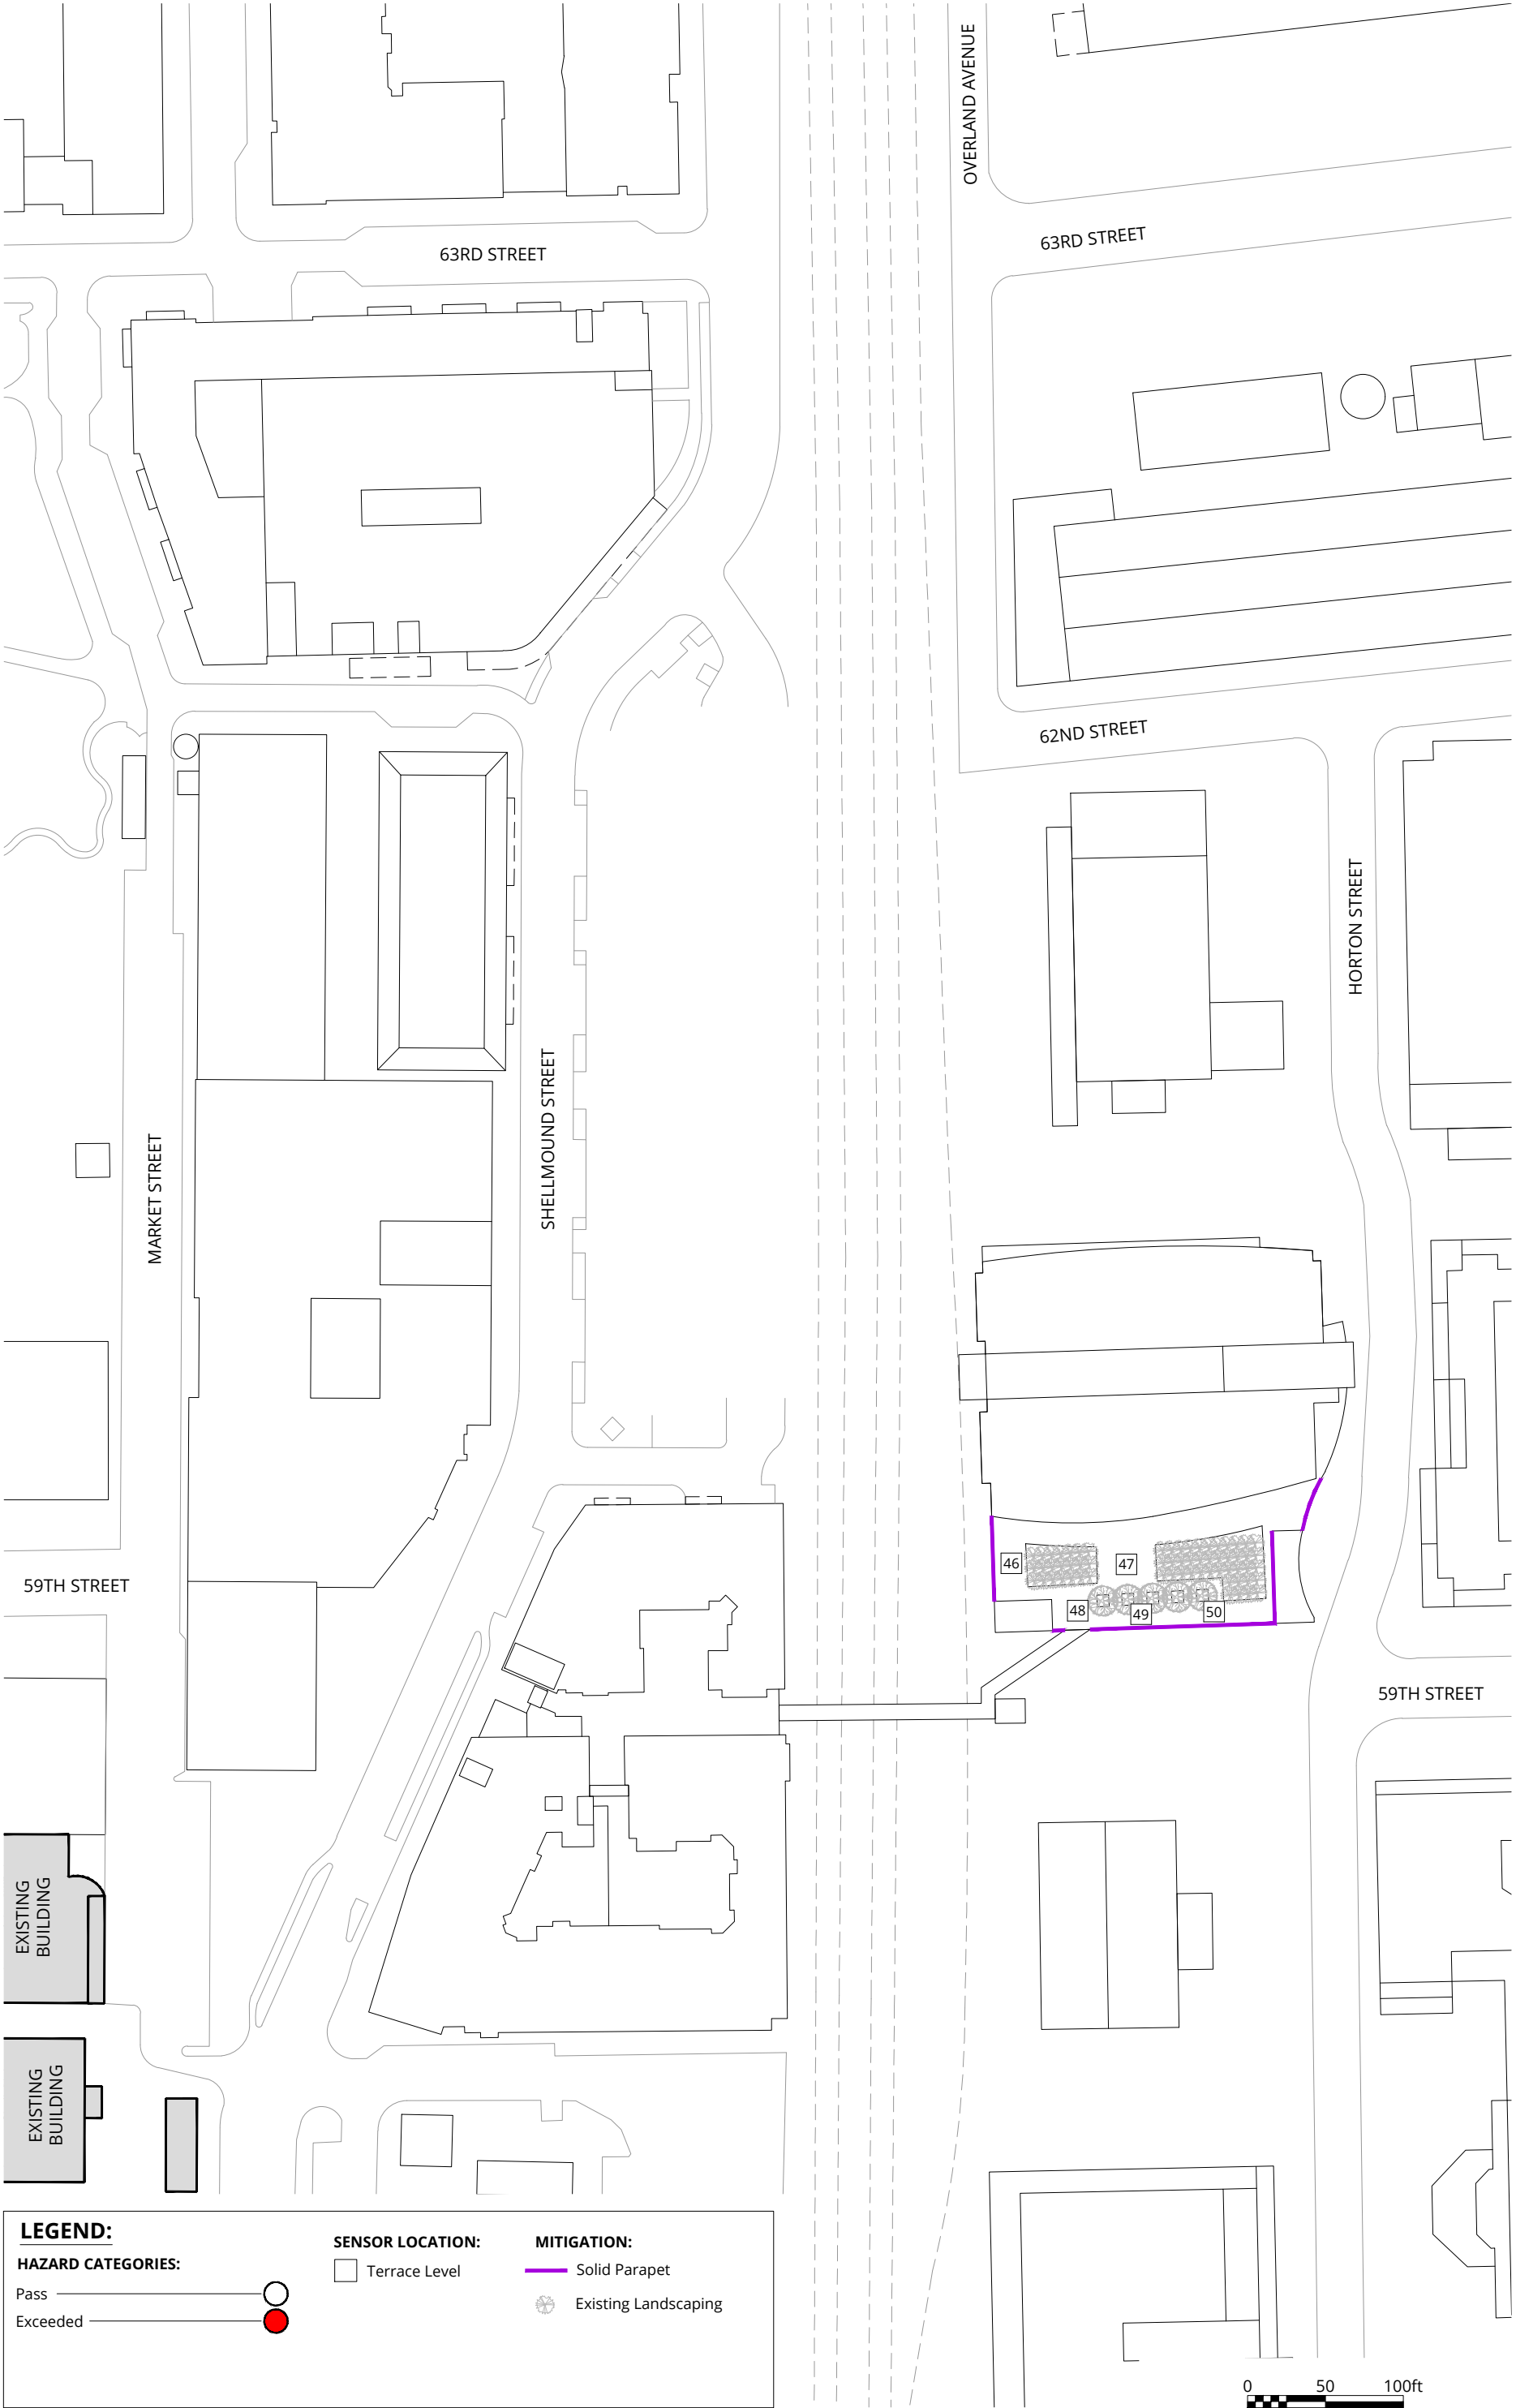 OVERLAND AVENUE
63RD STREET
63RD STREET
62ND STREET
HORTON STREET
SHELLMOUND STREET
MARKET STREET
59TH STREET
46
47
48
49
50
59TH STREET
EXISTING
BUILDING
EXISTING
BUILDING
LEGEND:
HAZARD CATEGORIES:
Pass
Exceeded
SENSOR LOCATION:
Terrace Level
MITIGATION:
Solid Parapet
Existing Landscaping
0 50 100ft